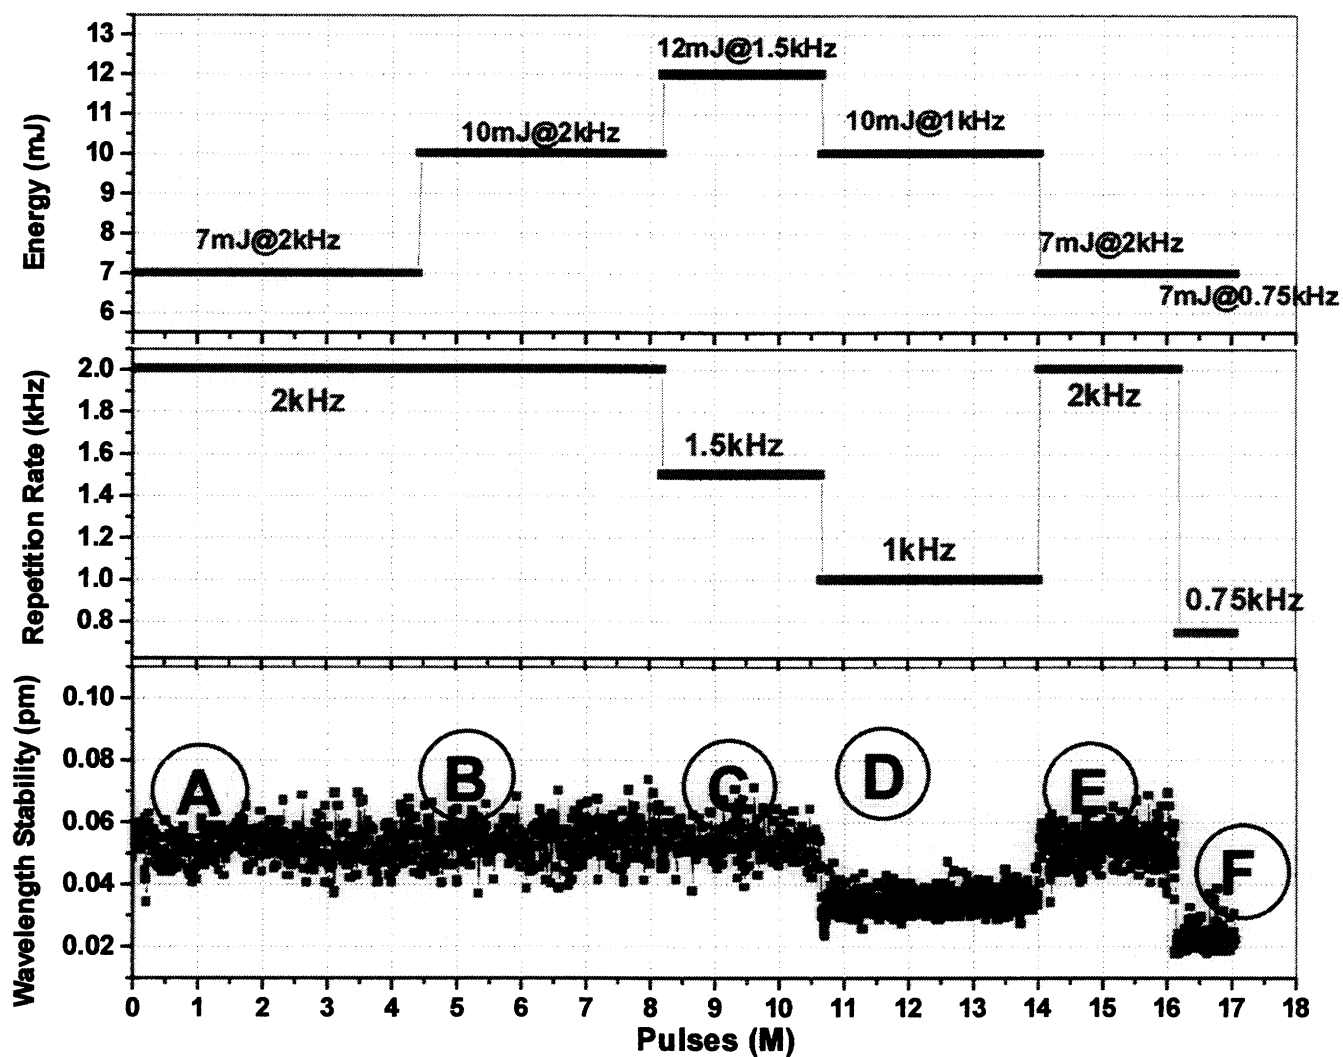 13
12
11
10
9
8
7
6
Energy (mJ)
7mJ@2kHz
10mJ@2kHz
12mJ@1.5kHz
10mJ@1kHz
7mJ@2kHz
7mJ@0.75kHz
2.0
1.8
1.6
1.4
1.2
1.0
0.8
Repetition Rate (kHz)
2kHz
1.5kHz
1kHz
2kHz
0.75kHz
0.10
0.08
0.06
0.04
0.02
Wavelength Stability (pm)
A
B
C
D
E
F
0 1 2 3 4 5 6 7 8 9 10 11 12 13 14 15 16 17 18
Pulses (M)